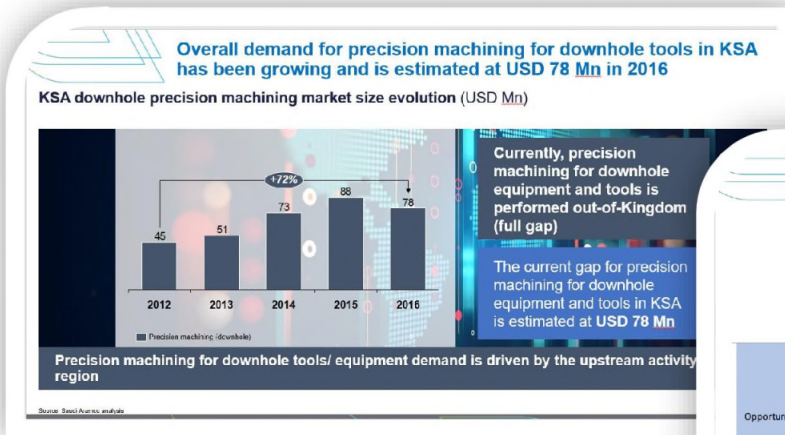 Overall demand for precision machining for downhole tools in KSA
has been growing and is estimated at USD 78 Mn in 2016
KSA downhole precision machining market size evolution (USD Mn)
+72%
45
51
73
88
78
2012
2013
2014
2015
2016
Precision machining (downhole)
Currently, precision
machining for downhole
equipment and tools is
performed out-of-Kingdom
(full gap)
The current gap for precision
machining for downhole
equipment and tools in KSA
is estimated at USD 78 Mn
Precision machining for downhole tools/ equipment demand is driven by the upstream activity
region
Source: Saudi Aramco analysis
Opportun